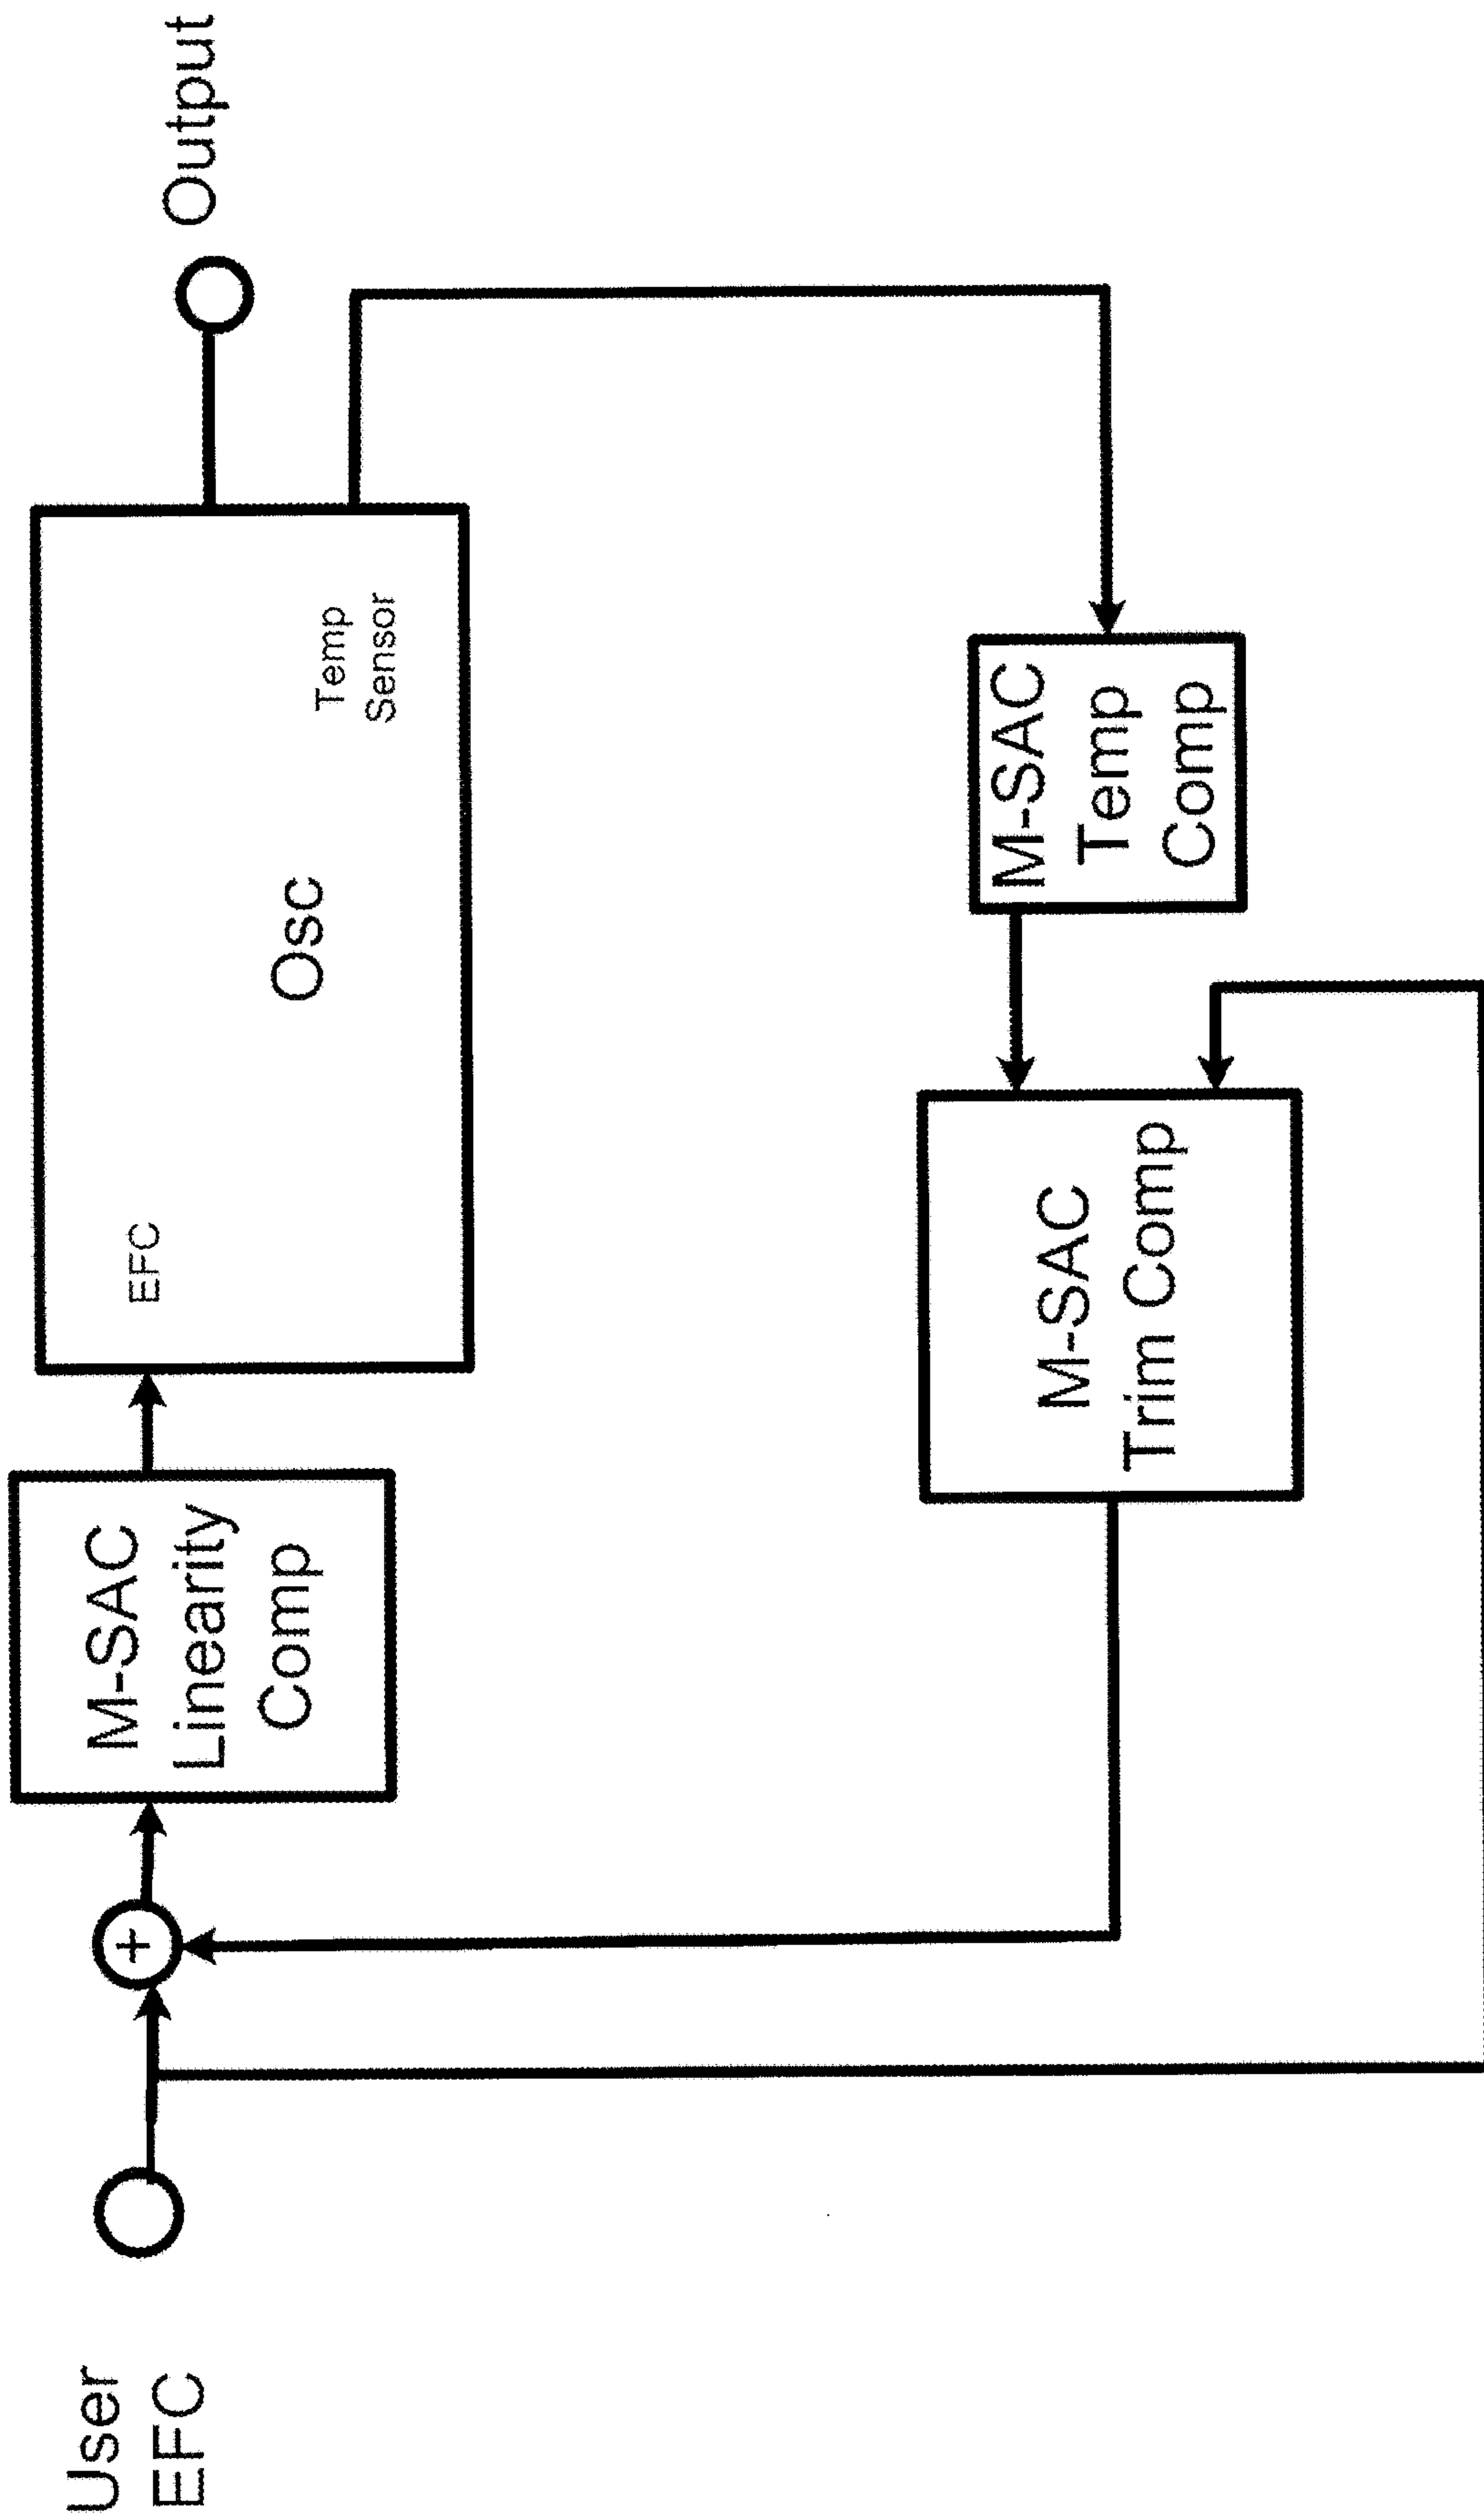 User
EFC
+
M-SAC
Linearity
Comp
EFC
Osc
Temp
Sensor
Output
M-SAC
Trim Comp
M-SAC
Temp
Comp